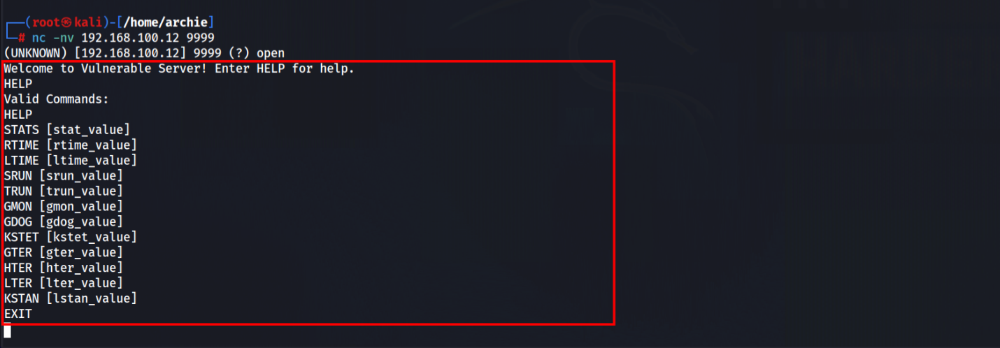 ┌──(root㉿kali)-[/home/archie]
└─# nc -nv 192.168.100.12 9999
(UNKNOWN) [192.168.100.12] 9999 (?) open
Welcome to Vulnerable Server! Enter HELP for help.
HELP
Valid Commands:
HELP
STATS [stat_value]
RTIME [rtime_value]
LTIME [ltime_value]
SRUN [srun_value]
TRUN [trun_value]
GMON [gmon_value]
GDOG [gdog_value]
KSTET [kstet_value]
GTER [gter_value]
HTER [hter_value]
LTER [lter_value]
KSTAN [lstan_value]
EXIT